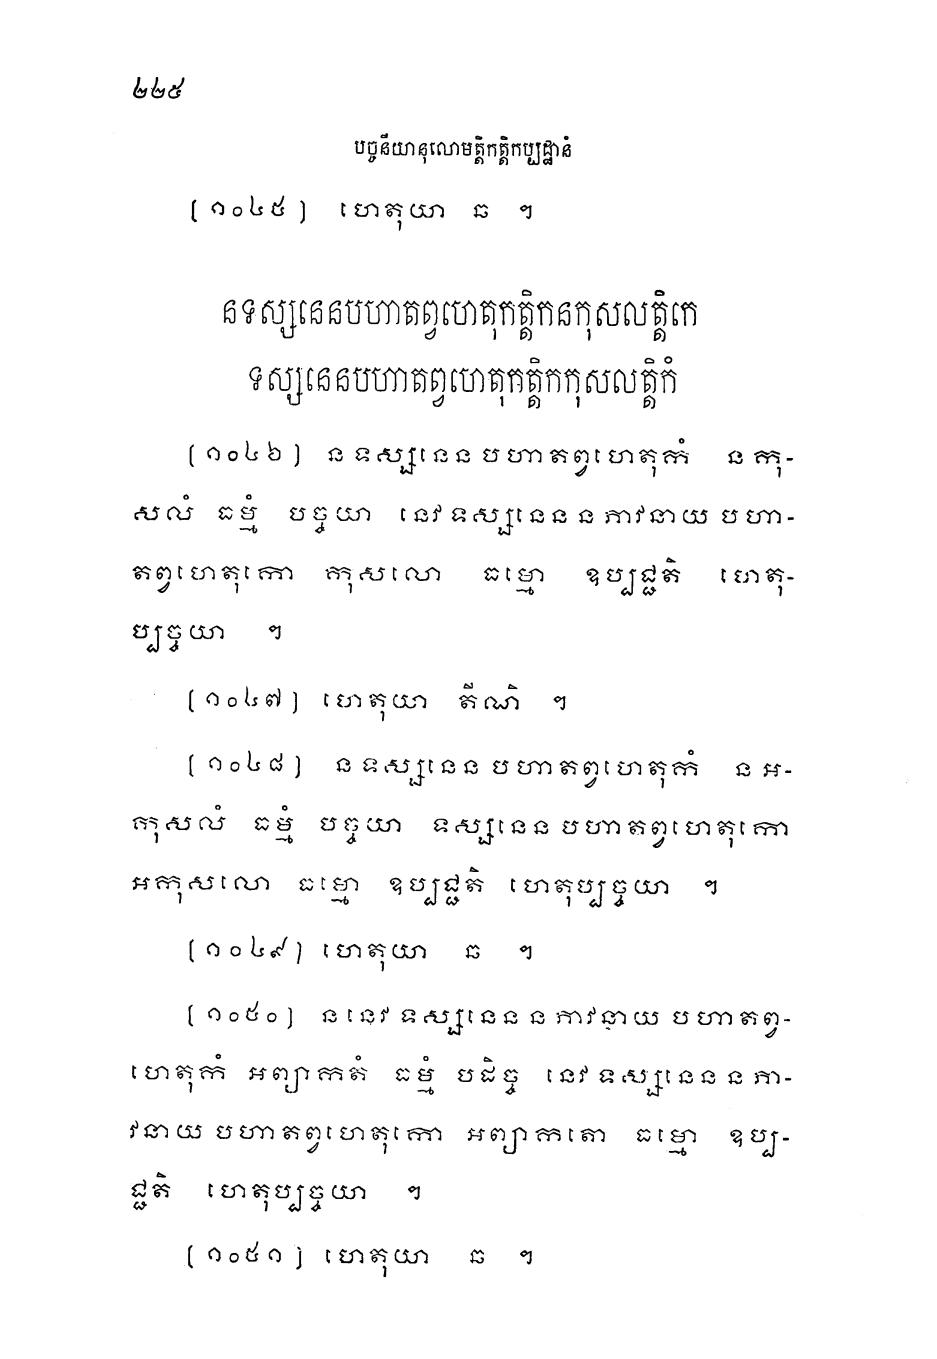 ២២៥
បច្ចនីយានុលោមត្តិកត្តិកប្បដ្ឋានំ
[ ១០៤៥ ] ហេតុយា ឆ ។
នទស្សនេនបហាតព្វហេតុកត្តិកនកុសលត្តិកេ
ទស្សនេនបហាតព្វហេតុកត្តិកកុសលត្តិកំ
[ ១០៤៦ ] ន ទស្សនេន បហាតព្វហេតុកំ ន កុ-
សលំ ធម្មំ បច្ចយា នេវ ទស្សនេន ន ភាវនាយ បហា-
តព្វហេតុកោ កុសលោ ធម្មោ ឧប្បជ្ជតិ ហេតុ-
ប្បច្ចយា ។
[ ១០៤៧ ] ហេតុយា តីណិ ។
[ ១០៤៨ ] ន ទស្សនេន បហាតព្វហេតុកំ ន អ-
កុសលំ ធម្មំ បច្ចយា ទស្សនេន បហាតព្វហេតុកោ
អកុសលោ ធម្មោ ឧប្បជ្ជតិ ហេតុប្បច្ចយា ។
[ ១០៤៩ ] ហេតុយា ឆ ។
[ ១០៥០ ] ន នេវ ទស្សនេន ន ភាវនាយ បហាតព្វ-
ហេតុកំ អព្យាកតំ ធម្មំ បដិច្ច នេវ ទស្សនេន ន ភា-
វនាយ បហាតព្វហេតុកោ អព្យាកតោ ធម្មោ ឧប្ប-
ជ្ជតិ ហេតុប្បច្ចយា ។
[ ១០៥១ ] ហេតុយា ឆ ។